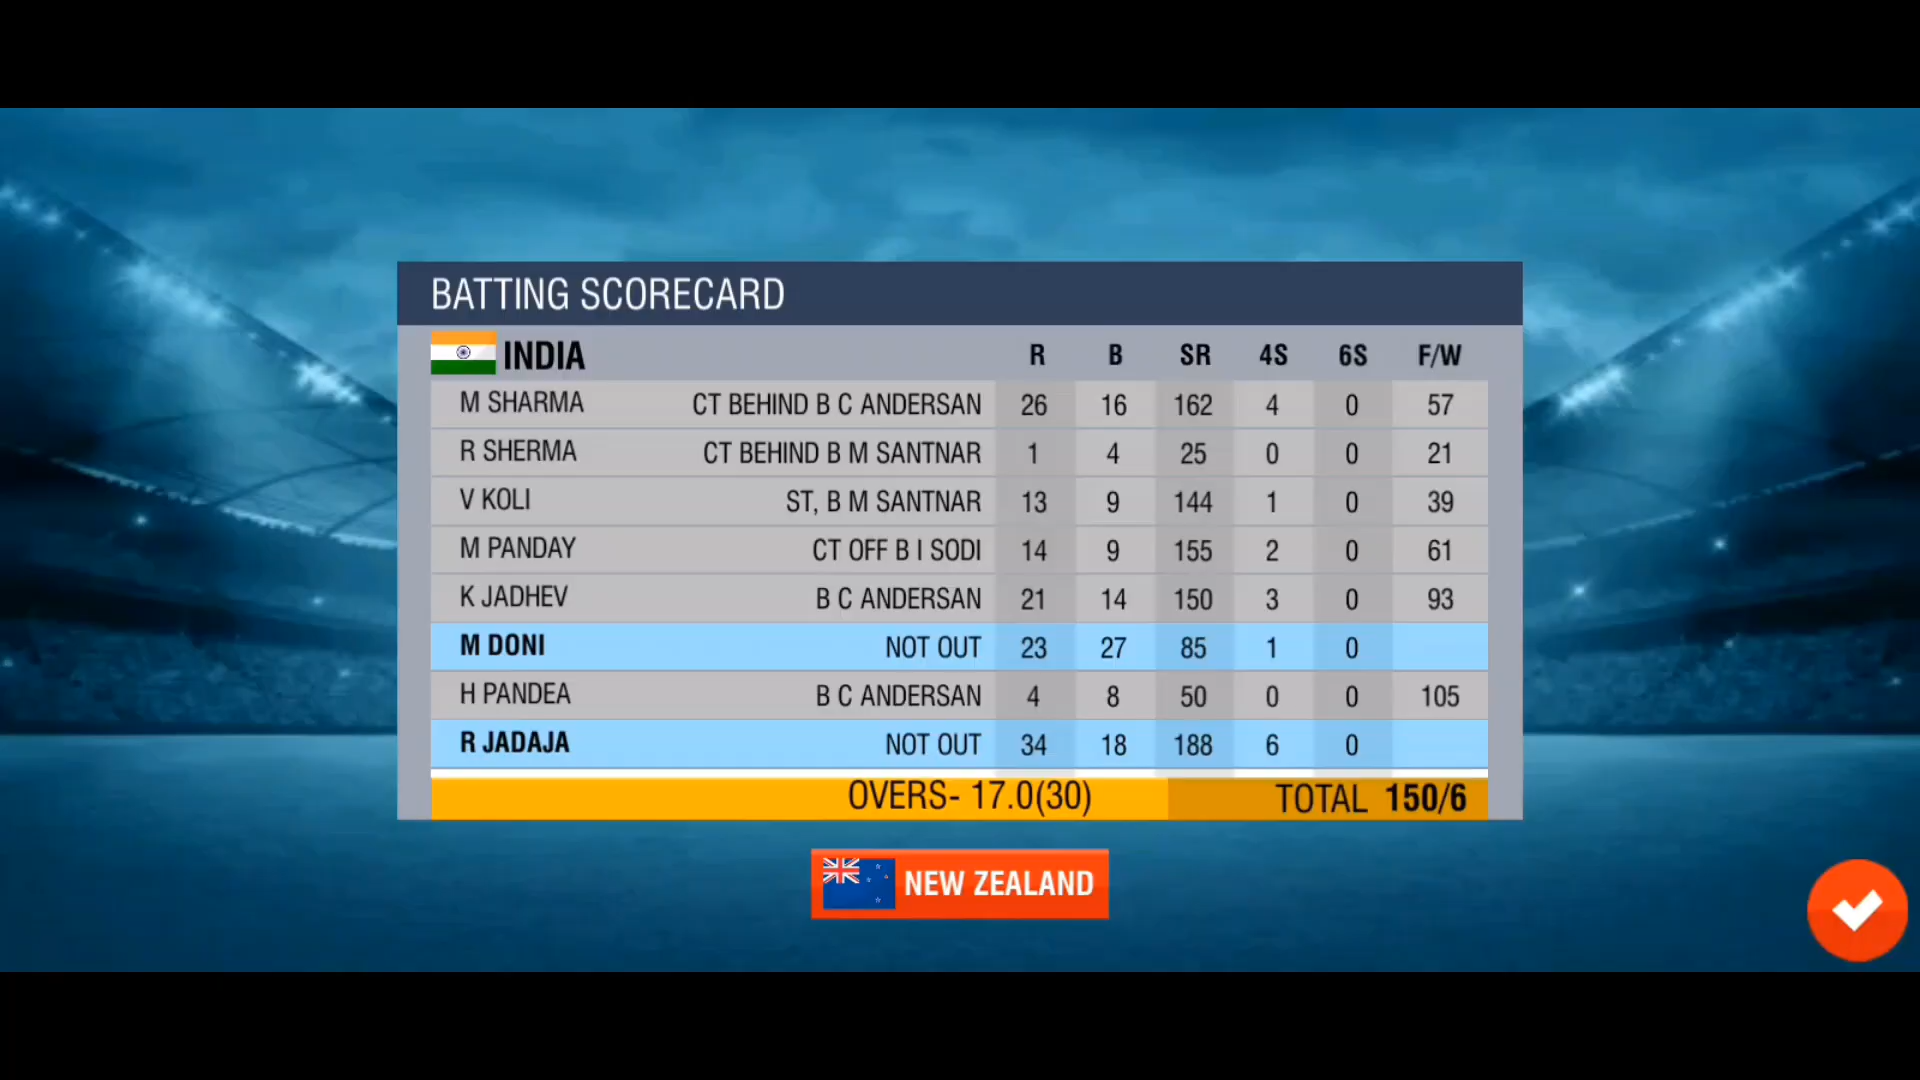 BATTING SCORECARD
INDIA R B SR 4S 6S F/W
M SHARMA CT BEHIND B C ANDERSAN 26 16 162 4 0 57
R SHERMA CT BEHIND B M SANTNAR 1 4 25 0 0 21
V KOLI ST, B M SANTNAR 13 9 144 1 0 39
M PANDAY CT OFF B I SODI 14 9 155 2 0 61
K JADHEV B C ANDERSAN 21 14 150 3 0 93
M DONI NOT OUT 23 27 85 1 0
H PANDEA B C ANDERSAN 4 8 50 0 0 105
R JADAJA NOT OUT 34 18 188 6 0
OVERS- 17.0(30) TOTAL 150/6
NEW ZEALAND